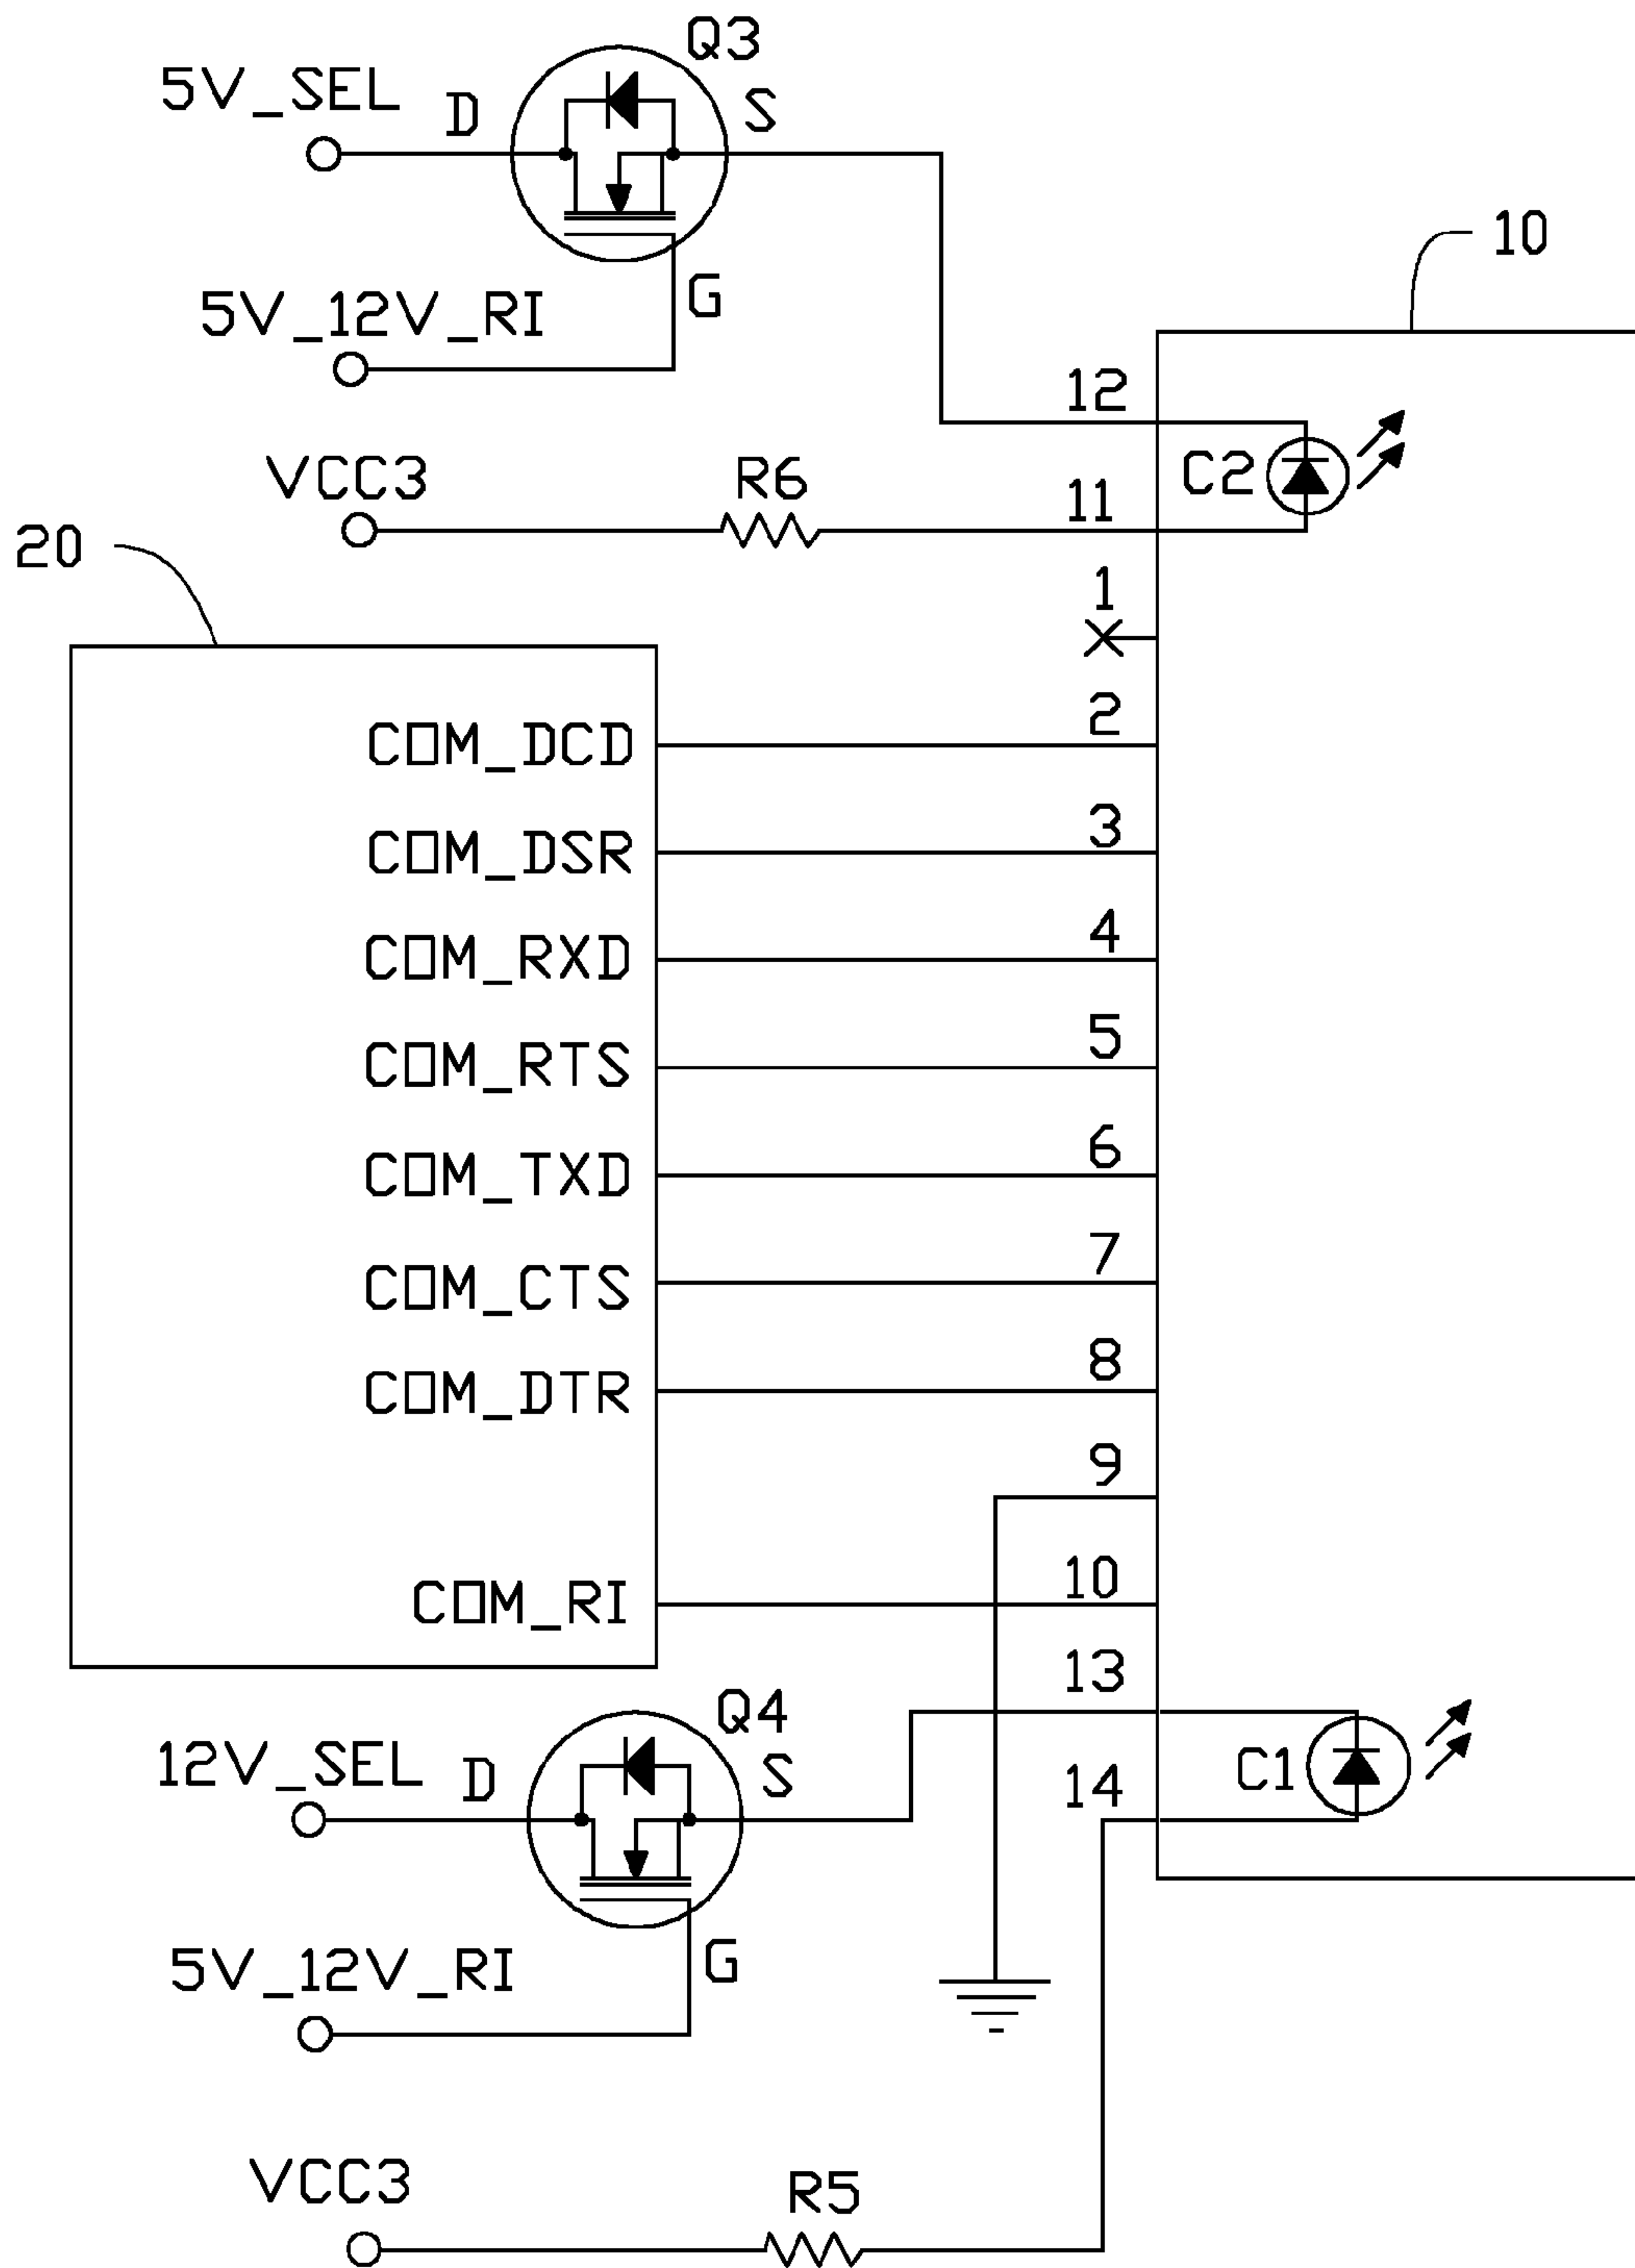 Q3
5V_SEL
D
S
10
G
5V_12V_RI
12
VCC3
R6
C2
11
20
1
2
COM_DCD
3
COM_DSR
4
COM_RXD
5
COM_RTS
6
COM_TXD
7
COM_CTS
8
COM_DTR
9
10
COM_RI
13
Q4
12V_SEL
D
S
C1
14
G
5V_12V_RI
VCC3
R5